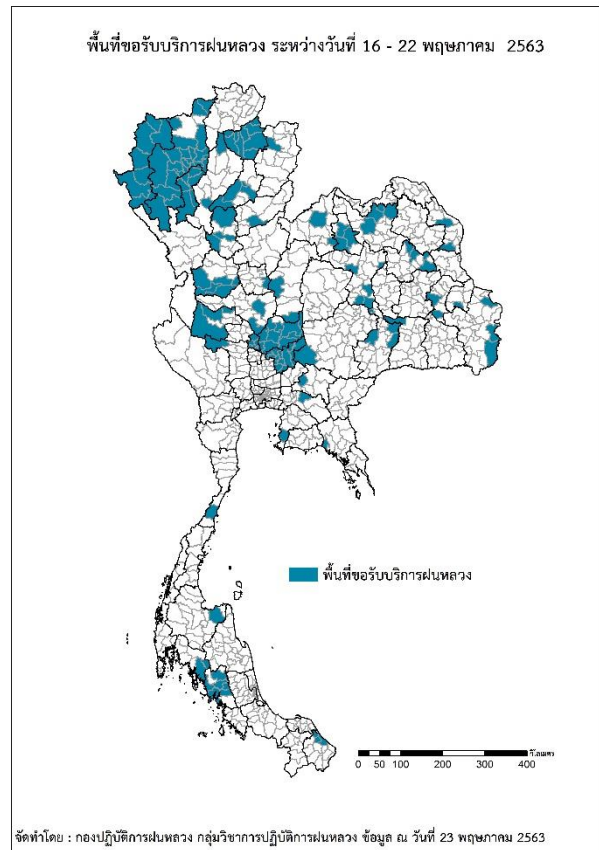 พื้นที่ขอรับบริการฝนหลวง ระหว่างวันที่ 16 - 22 พฤษภาคม 2563
พื้นที่ขอรับบริการฝนหลวง
กิโลเมตร
0 50 100 200 300 400
จัดทำโดย : กองปฏิบัติการฝนหลวง กลุ่มวิชาการปฏิบัติการฝนหลวง ข้อมูล ณ วันที่ 23 พฤษภาคม 2563